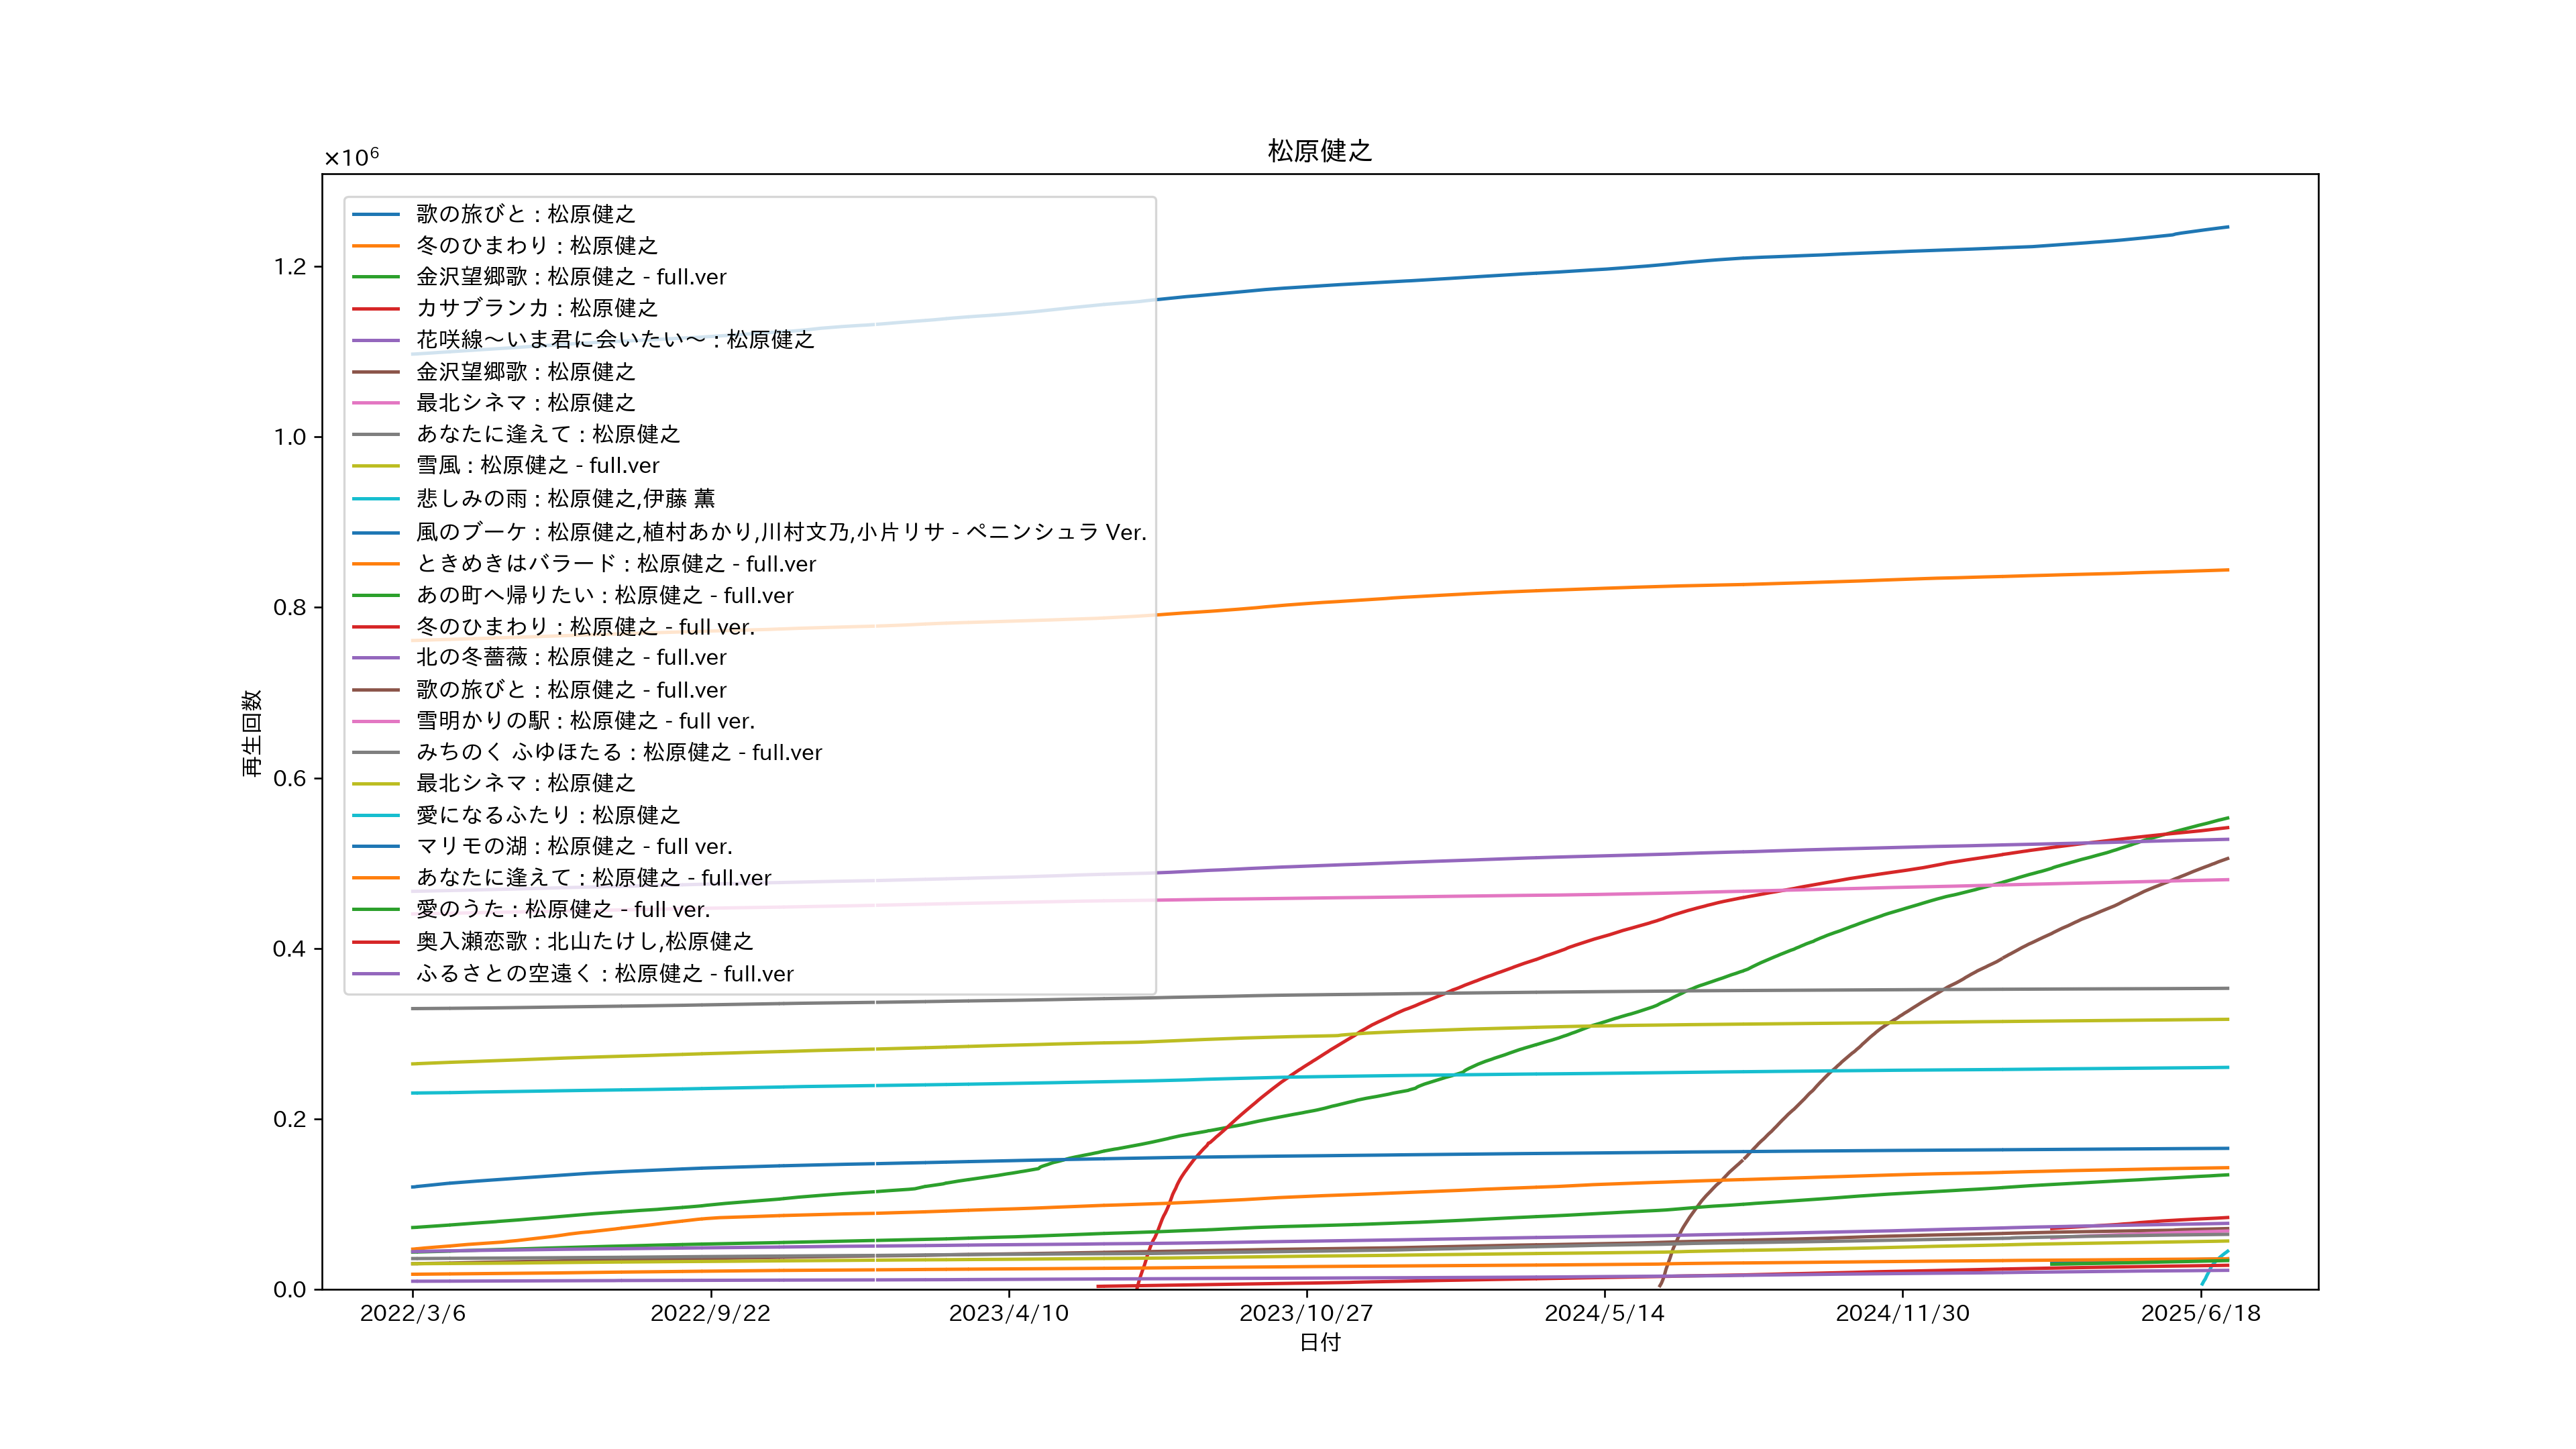 松原健之
×10⁶
歌の旅びと : 松原健之
冬のひまわり : 松原健之
金沢望郷歌 : 松原健之 - full.ver
カサブランカ : 松原健之
花咲線〜いま君に会いたい〜 : 松原健之
金沢望郷歌 : 松原健之
最北シネマ : 松原健之
あなたに逢えて : 松原健之
雪風 : 松原健之 - full.ver
悲しみの雨 : 松原健之,伊藤 薫
風のブーケ : 松原健之,植村あかり,川村文乃,小片リサ - ペニンシュラ Ver.
ときめきはバラード : 松原健之 - full.ver
あの町へ帰りたい : 松原健之 - full.ver
冬のひまわり : 松原健之 - full ver.
北の冬薔薇 : 松原健之 - full.ver
歌の旅びと : 松原健之 - full.ver
雪明かりの駅 : 松原健之 - full ver.
みちのく ふゆほたる : 松原健之 - full.ver
最北シネマ : 松原健之
愛になるふたり : 松原健之
マリモの湖 : 松原健之 - full ver.
あなたに逢えて : 松原健之 - full.ver
愛のうた : 松原健之 - full ver.
奥入瀬恋歌 : 北山たけし,松原健之
ふるさとの空遠く : 松原健之 - full.ver
1.2
1.0
0.8
0.6
0.4
0.2
0.0
再生回数
2022/3/6
2022/9/22
2023/4/10
2023/10/27
2024/5/14
2024/11/30
2025/6/18
日付